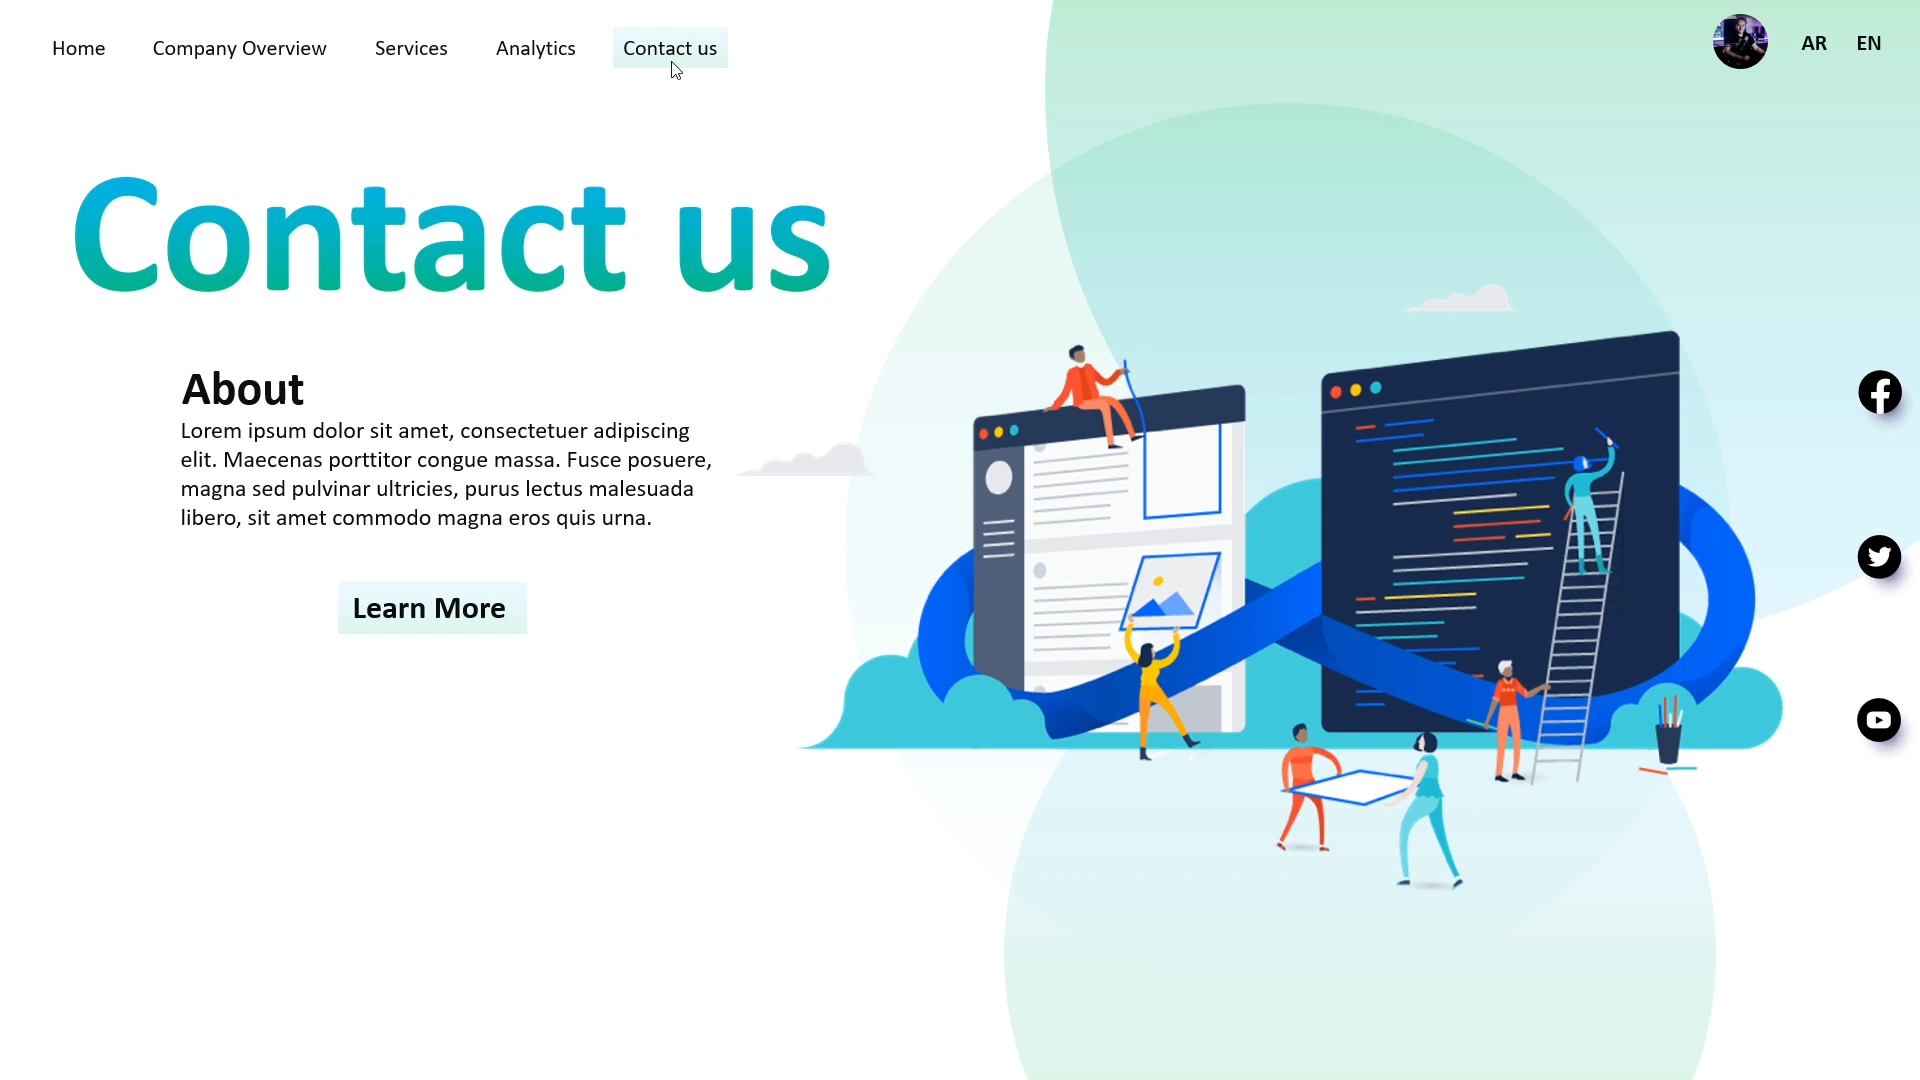 Home
Company Overview
Services
Analytics
Contact us
AR
EN
Contact us
About
Lorem ipsum dolor sit amet, consectetuer adipiscing
elit. Maecenas porttitor congue massa. Fusce posuere,
magna sed pulvinar ultricies, purus lectus malesuada
libero, sit amet commodo magna eros quis urna.
Learn More